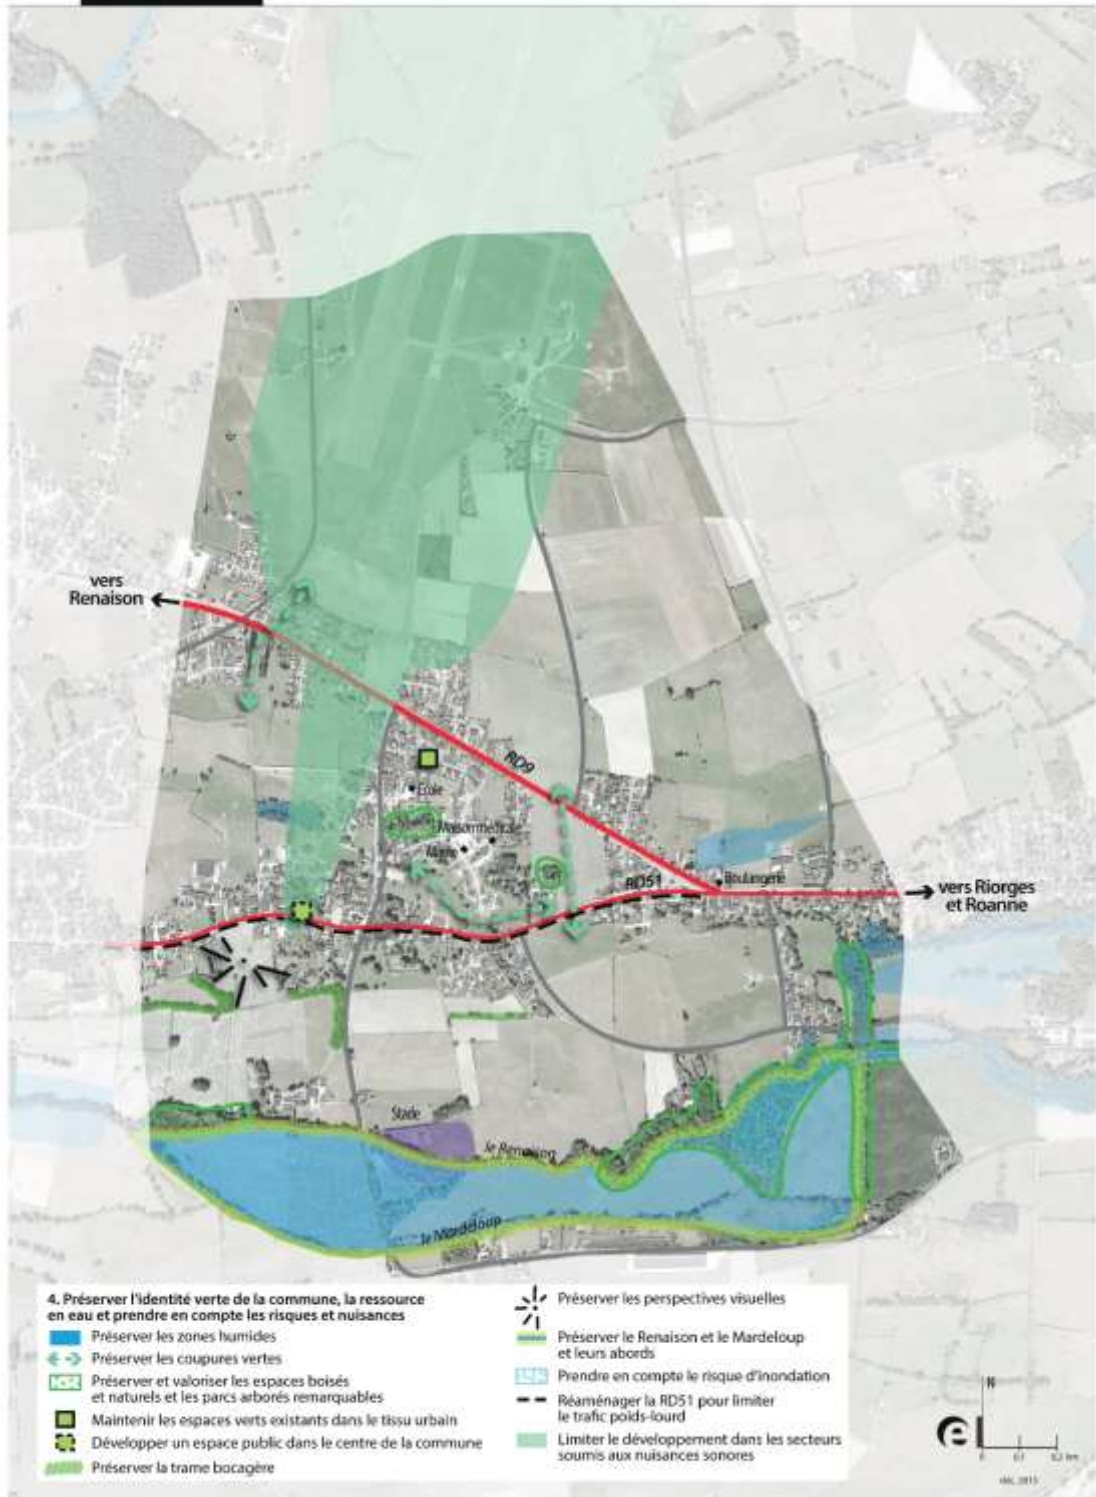 vers
Renaison
RD9
Ecole
Maison médicale
Mairie
RD51
Boulangerie
vers Riorges
et Roanne
Stade
le Renaison
le Mardeloup
4. Préserver l'identité verte de la commune, la ressource
en eau et prendre en compte les risques et nuisances
Préserver les zones humides
Préserver les coupures vertes
Préserver et valoriser les espaces boisés
et naturels et les parcs arborés remarquables
Maintenir les espaces verts existants dans le tissu urbain
Développer un espace public dans le centre de la commune
Préserver la trame bocagère
Préserver les perspectives visuelles
Préserver le Renaison et le Mardeloup
et leurs abords
Prendre en compte le risque d'inondation
Réaménager la RD51 pour limiter
le trafic poids-lourd
Limiter le développement dans les secteurs
soumis aux nuisances sonores
N
0 0,1 0,2 km